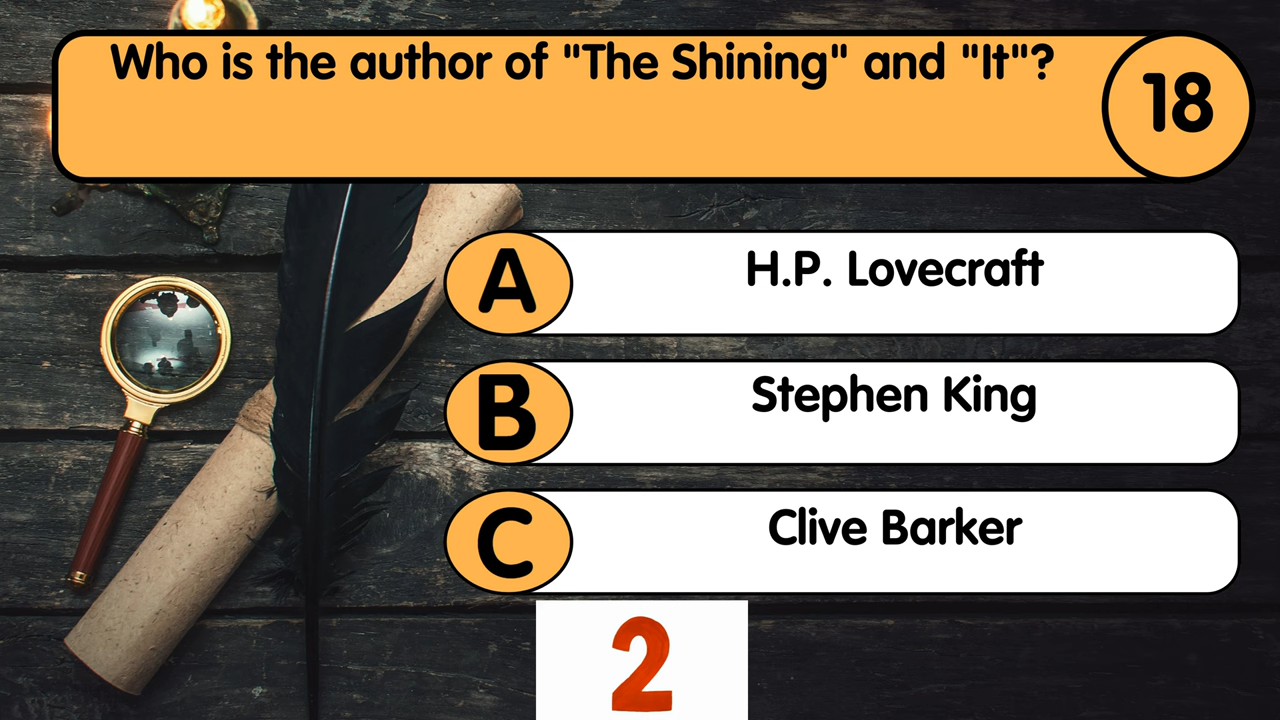 Who is the author of "The Shining" and "It"?
18
A
H.P. Lovecraft
B
Stephen King
C
Clive Barker
2